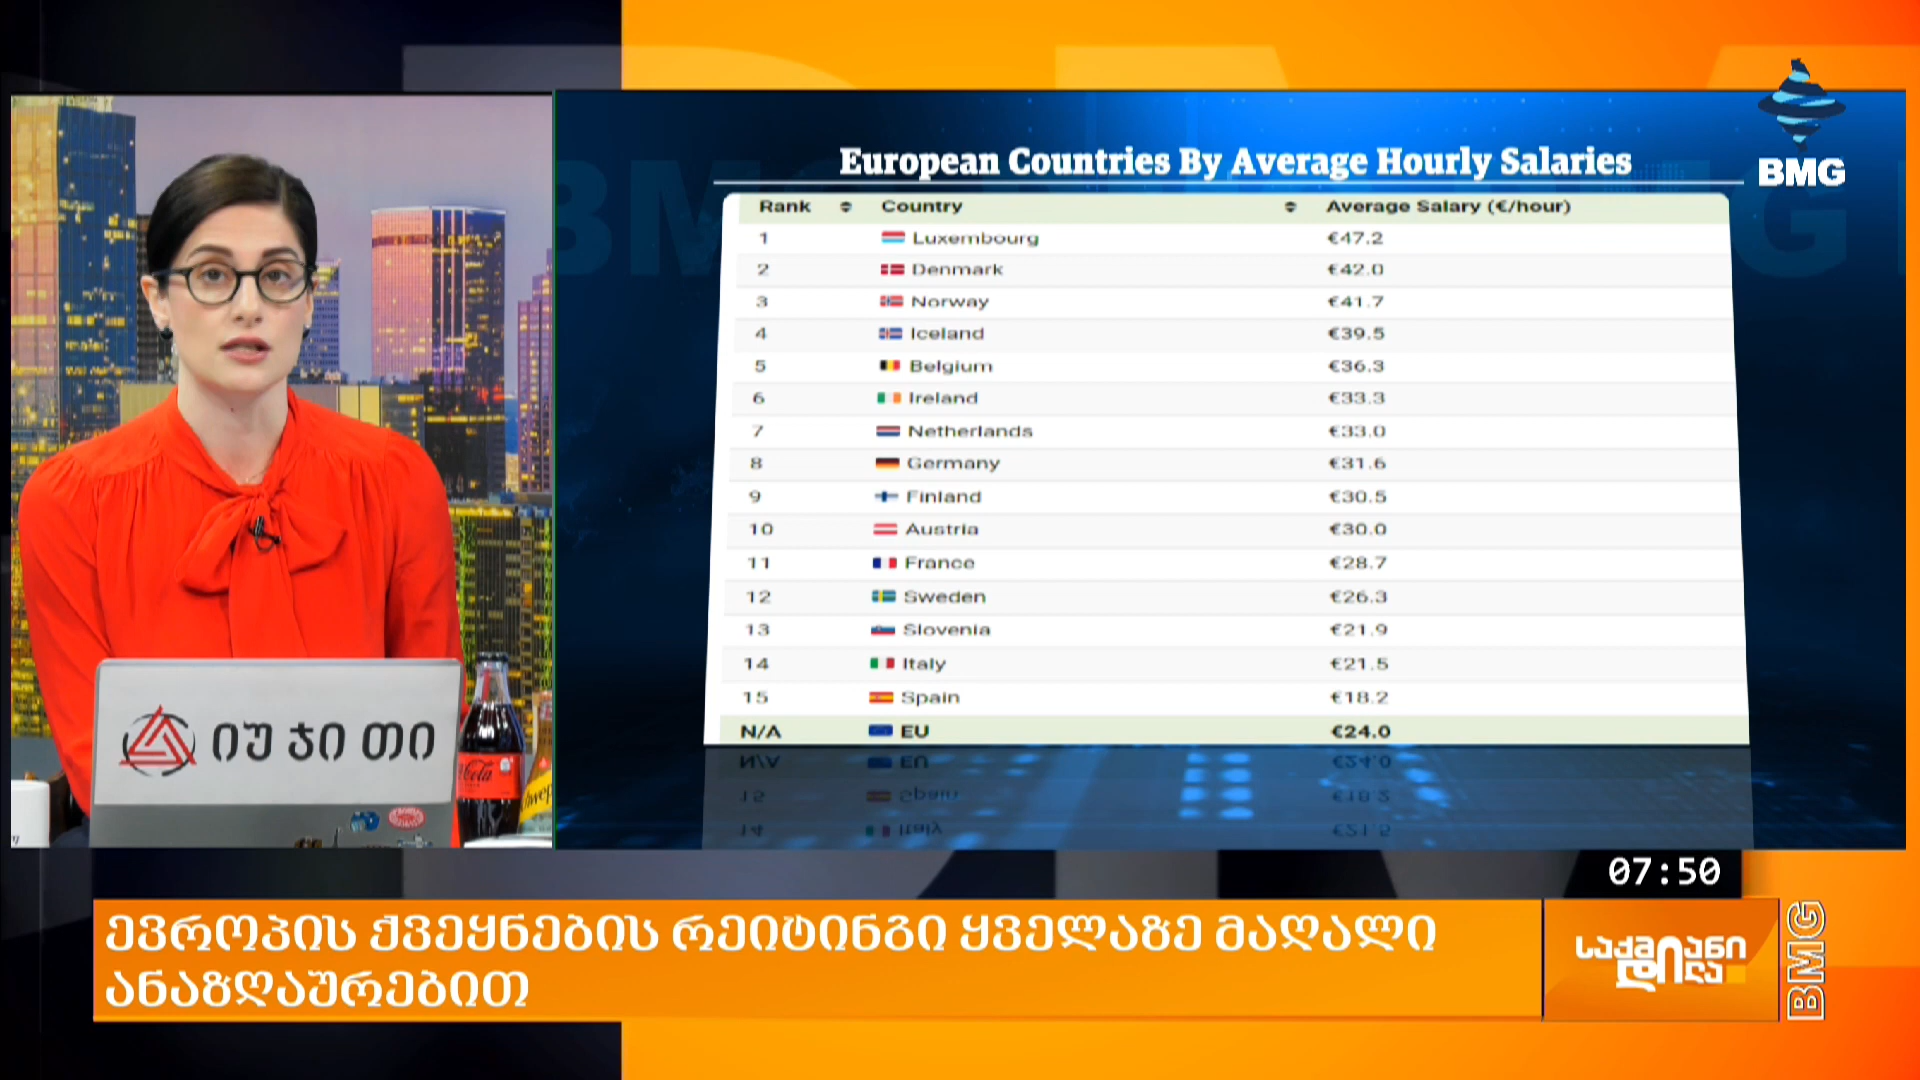 BMG
European Countries By Average Hourly Salaries
Rank Country Average Salary (€/hour)
1 Luxembourg €47.2
2 Denmark €42.0
3 Norway €41.7
4 Iceland €39.5
5 Belgium €36.3
6 Ireland €33.3
7 Netherlands €33.0
8 Germany €31.6
9 Finland €30.5
10 Austria €30.0
11 France €28.7
12 Sweden €26.3
13 Slovenia €21.9
14 Italy €21.5
15 Spain €18.2
N/A EU €24.0
იუ ჯი თი
Cola
07:50
ევროპის ქვეყნების რეიტინგი ყველაზე მაღალი
ანაზღაურებით
საქმიანი
დილა
BMG